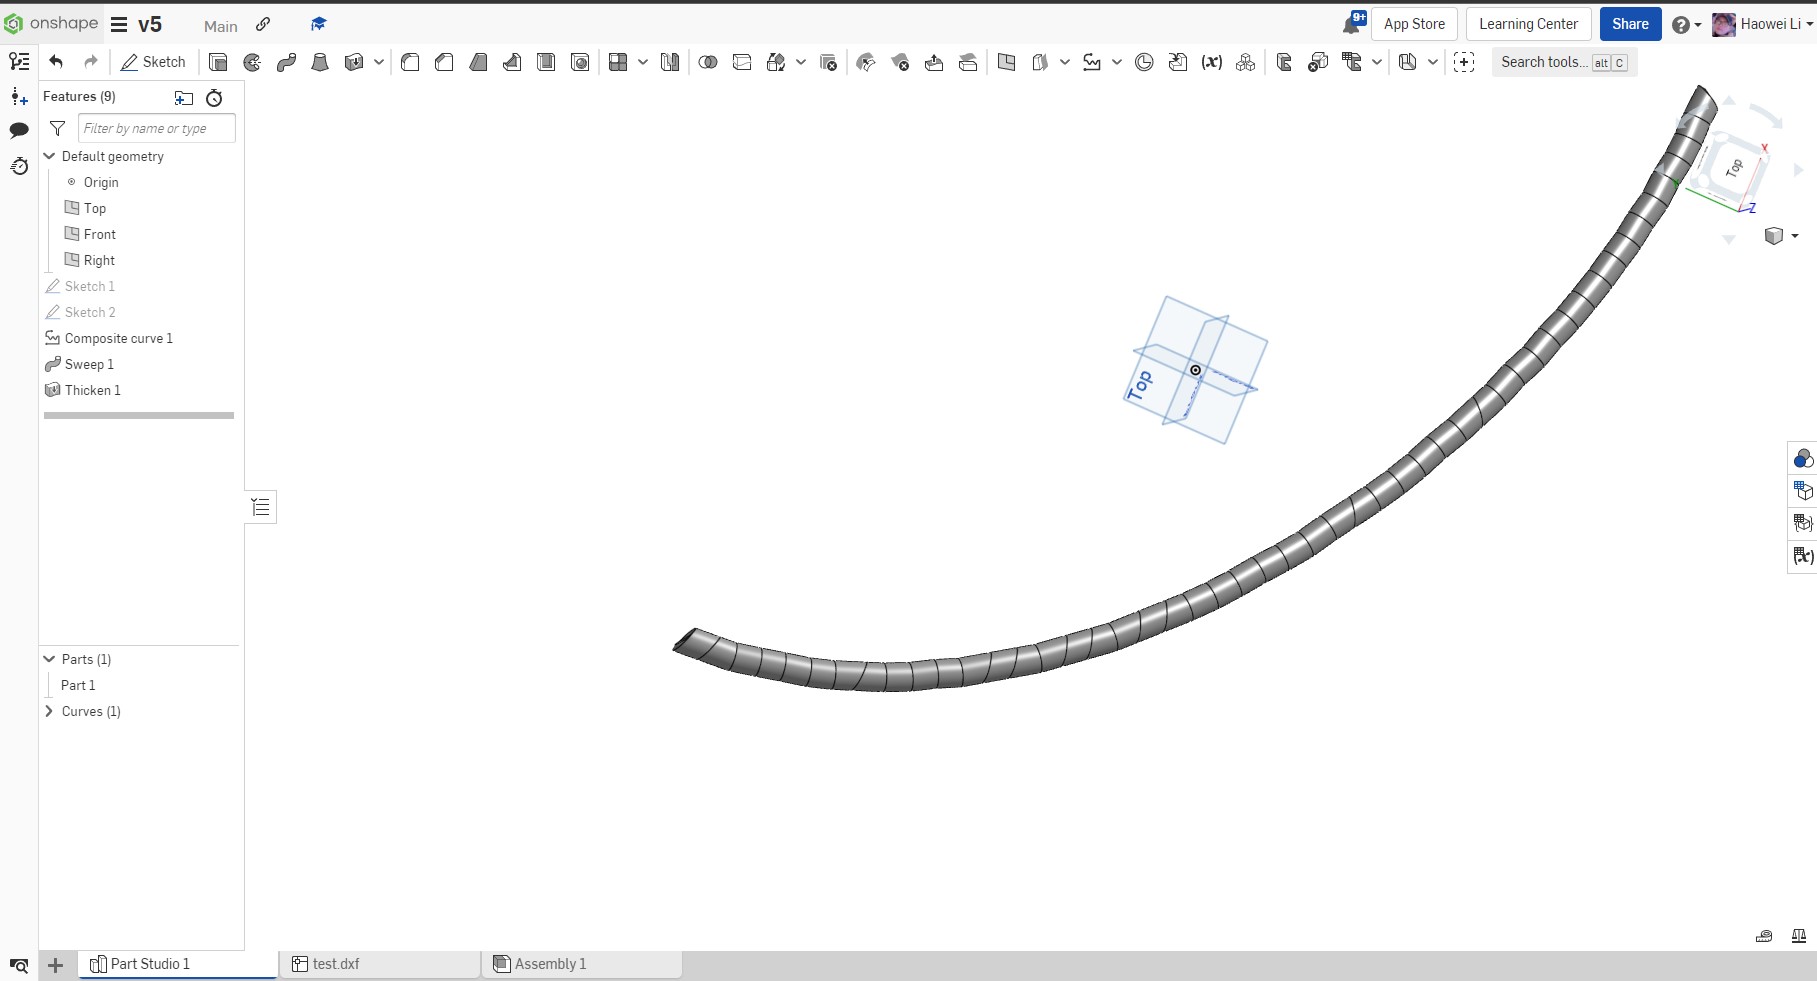 onshape v5 Main 9+ App Store Learning Center Share Haowei Li
Sketch (x) Search tools... alt C
Features (9)
Filter by name or type
Default geometry
Origin
Top
Front
Right
Sketch 1
Sketch 2
Composite curve 1
Sweep 1
Thicken 1
Top
Top
X
Z
Parts (1)
Part 1
Curves (1)
(x)
Part Studio 1 test.dxf Assembly 1